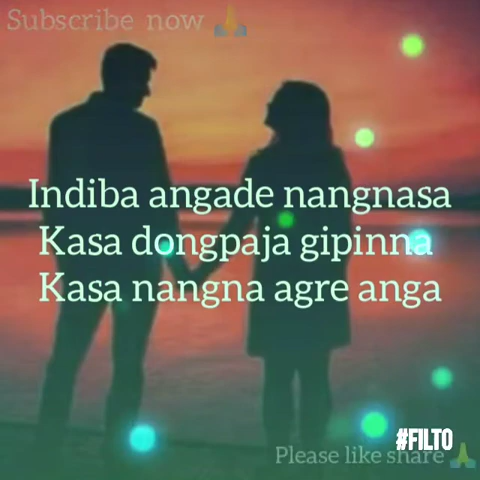 Subscribe now 🙏
Indiba angade nangnasa
Kasa dongpaja gipinna
Kasa nangna agre anga
#FILTO
Please like share 🙏